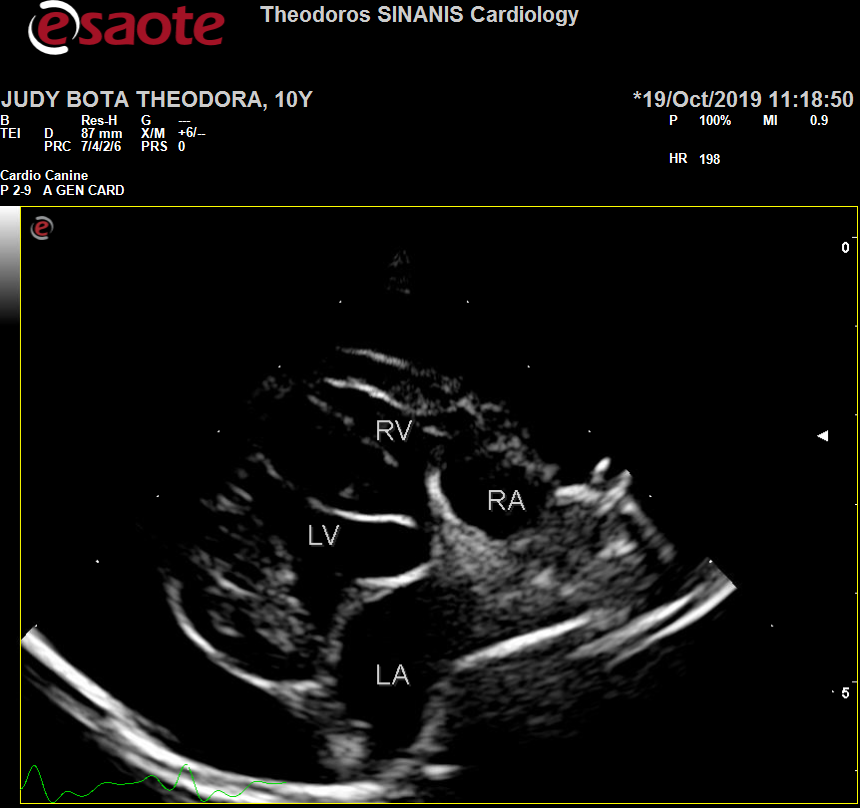 esaote
Theodoros SINANIS Cardiology
JUDY BOTA THEODORA, 10Y *19/Oct/2019 11:18:50
B Res-H G --- P 100% MI 0.9
TEI D 87 mm X/M +6/--
PRC 7/4/2/6 PRS 0
HR 198
Cardio Canine
P 2-9 A GEN CARD
e
0
RV
RA
LV
LA
5